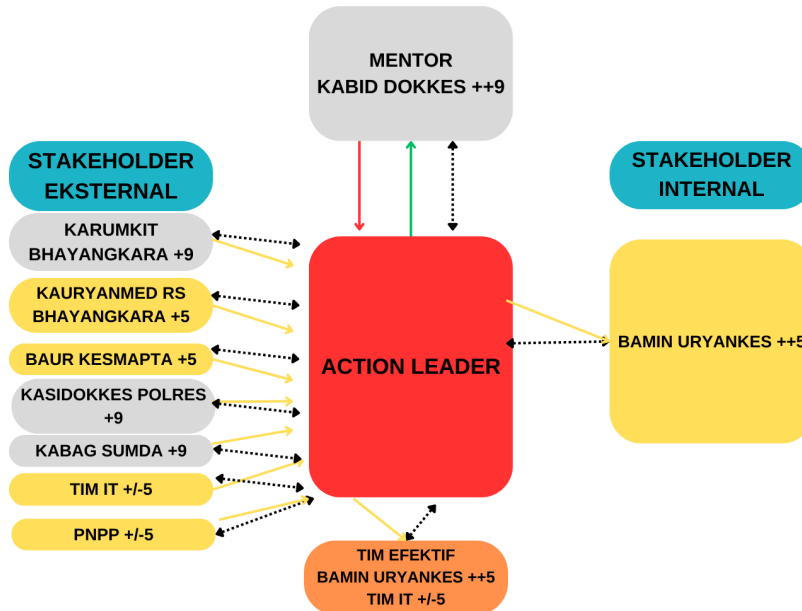 MENTOR
KABID DOKKES ++9
STAKEHOLDER
EKSTERNAL
STAKEHOLDER
INTERNAL
KARUMKIT
BHAYANGKARA +9
KAURYANMED RS
BHAYANGKARA +5
BAUR KESMAPTA +5
KASIDOKKES POLRES
+9
KABAG SUMDA +9
TIM IT +/-5
PNPP +/-5
ACTION LEADER
BAMIN URYANKES ++5
TIM EFEKTIF
BAMIN URYANKES ++5
TIM IT +/-5